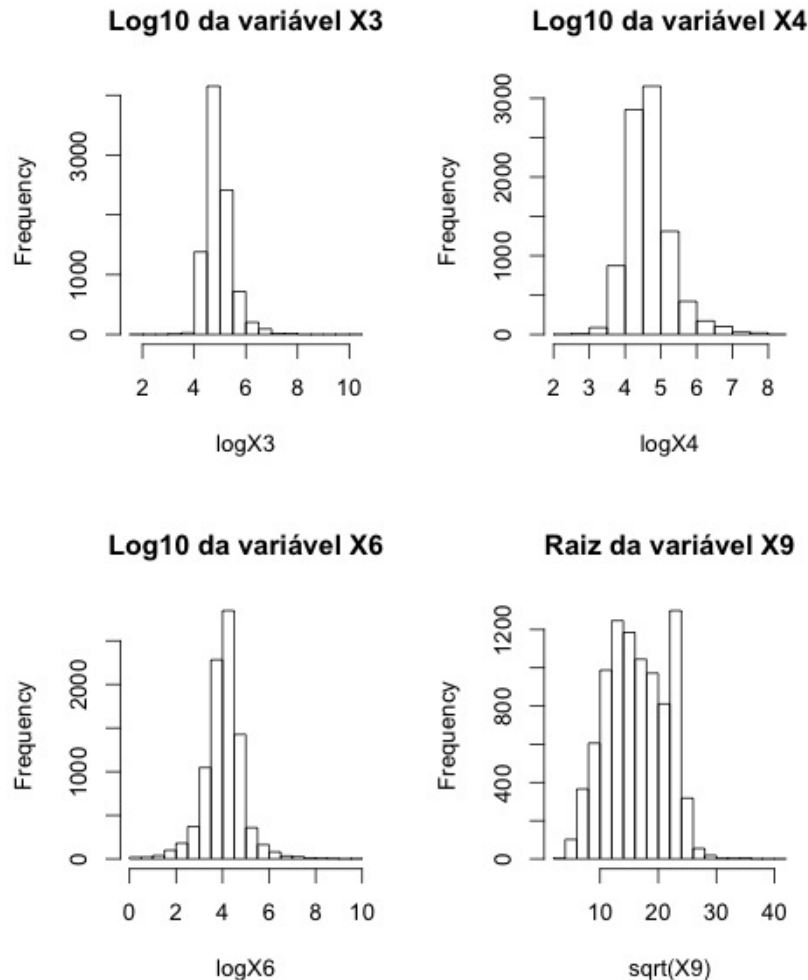 Log10 da variável X3
Frequency
0
1000
3000
2 4 6 8 10
logX3
Log10 da variável X4
Frequency
0
1000
2000
3000
2 3 4 5 6 7 8
logX4
Log10 da variável X6
Frequency
0
1000
2000
0 2 4 6 8 10
logX6
Raiz da variável X9
Frequency
0
400
800
1200
10 20 30 40
sqrt(X9)